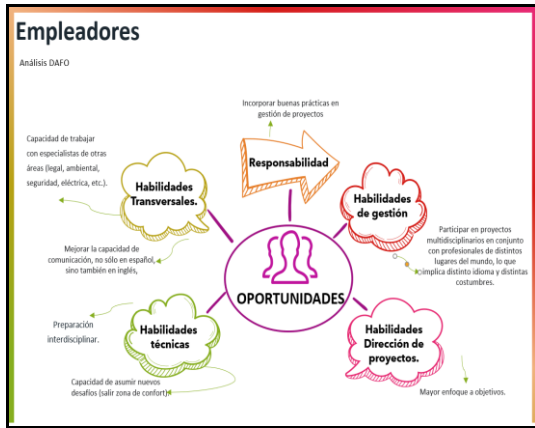 Empleadores
Análisis DAFO
Incorporar buenas prácticas en
gestión de proyectos
Responsabilidad
Capacidad de trabajar
con especialistas de otras
áreas (legal, ambiental,
seguridad, eléctrica, etc.).
Habilidades
Transversales.
Mejorar la capacidad de
comunicación, no sólo en español,
sino también en inglés,
Habilidades
de gestión
Participar en proyectos
multidisciplinarios en conjunto
con profesionales de distintos
lugares del mundo, lo que
implica distinto idioma y distintas
costumbres.
OPORTUNIDADES
Preparación
interdisciplinar.
Habilidades
técnicas
Capacidad de asumir nuevos
desafíos (salir zona de confort).
Habilidades
Dirección de
proyectos.
Mayor enfoque a objetivos.